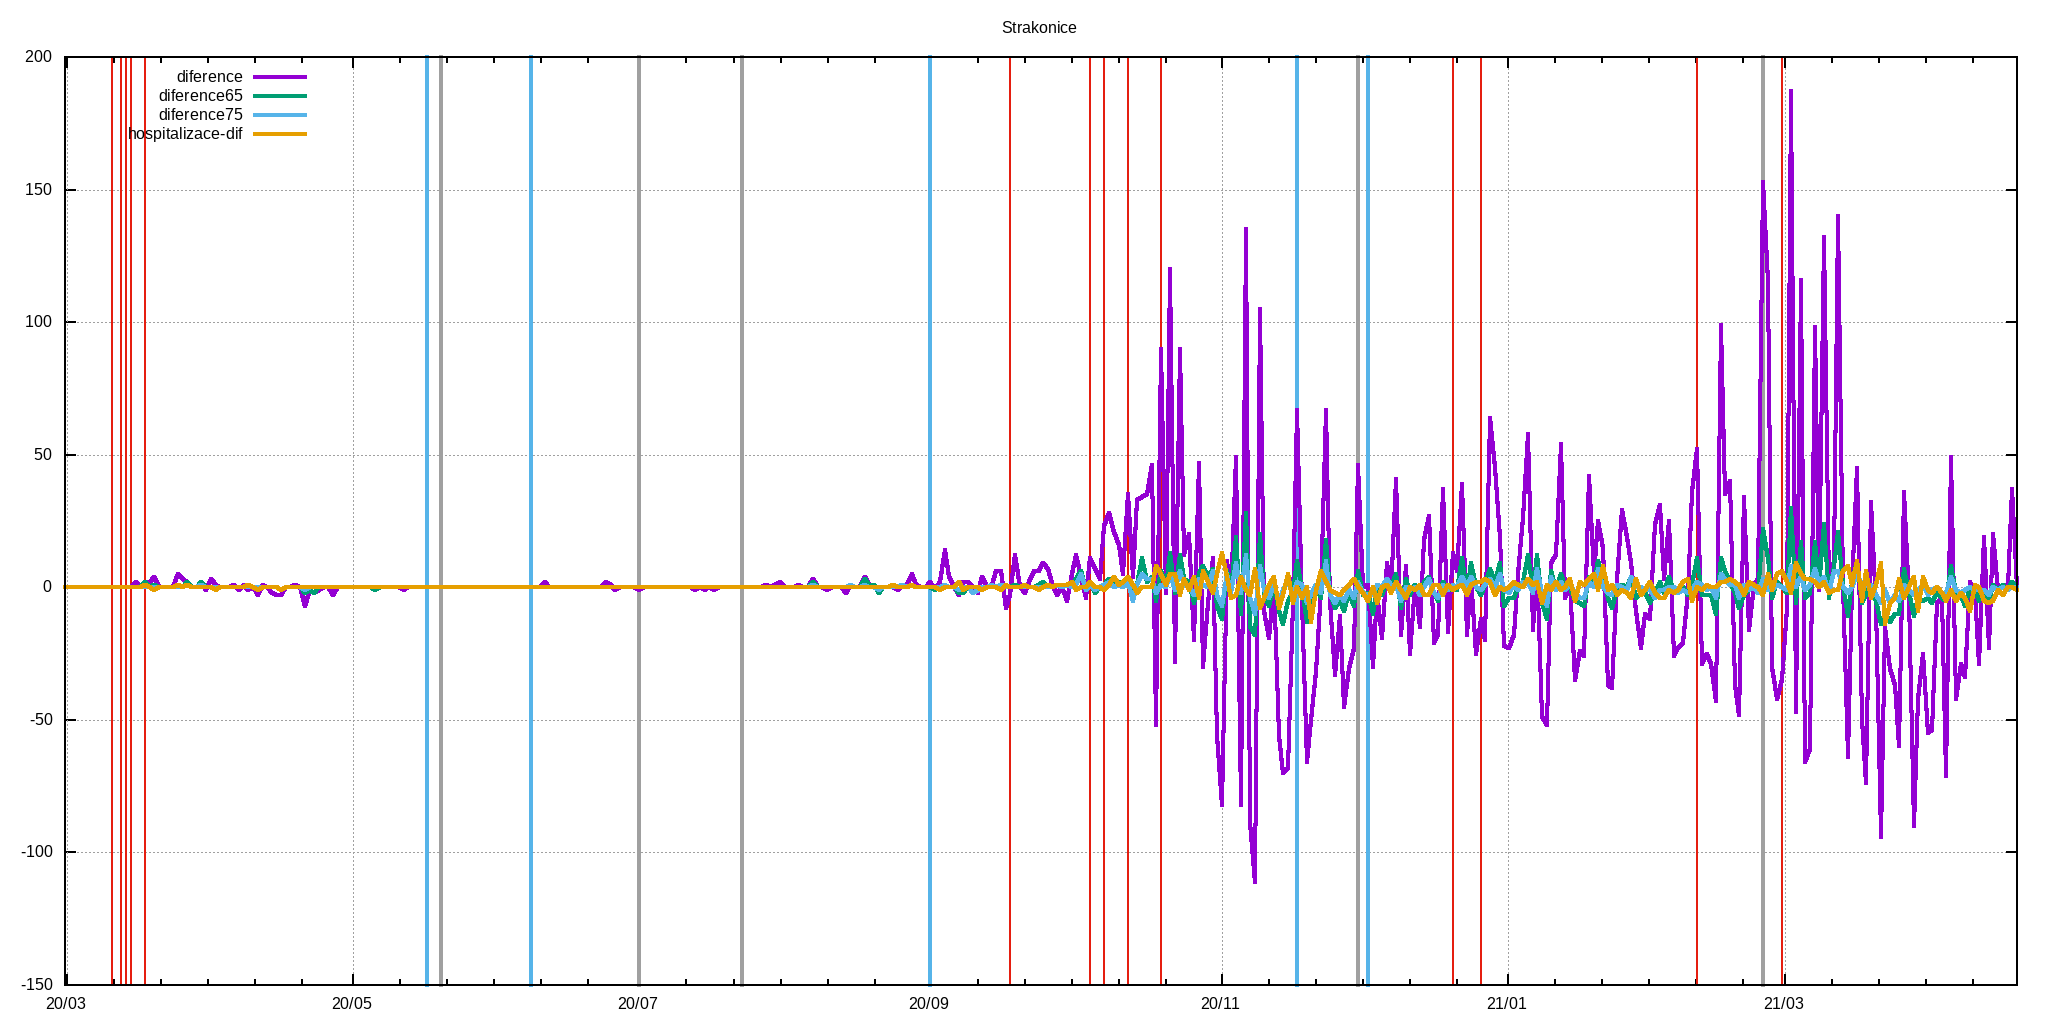 Strakonice
200
diference
diference65
diference75
hospitalizace-dif
150
100
50
0
-50
-100
-150
20/03 20/05 20/07 20/09 20/11 21/01 21/03